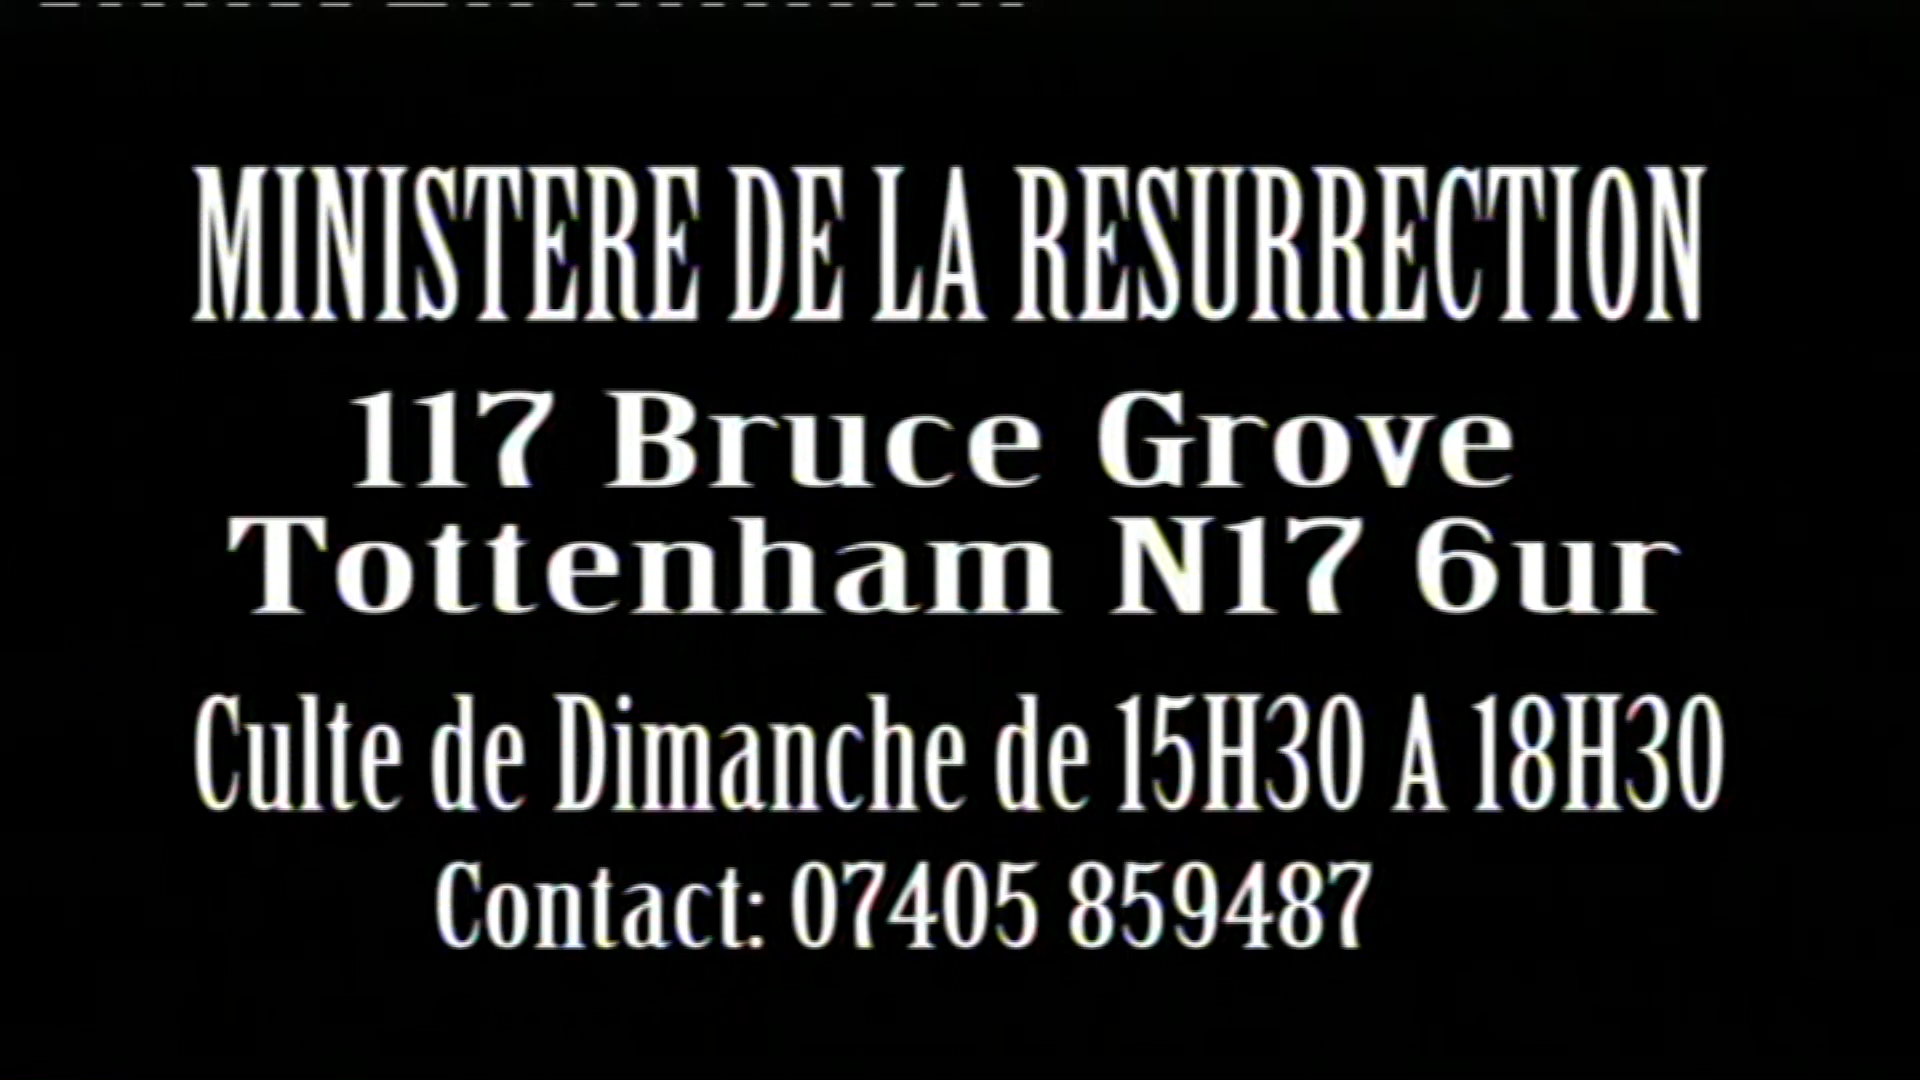 MINISTERE DE LA RESURRECTION
117 Bruce Grove
Tottenham N17 6ur
Culte de Dimanche de 15H30 A 18H30
Contact: 07405 859487